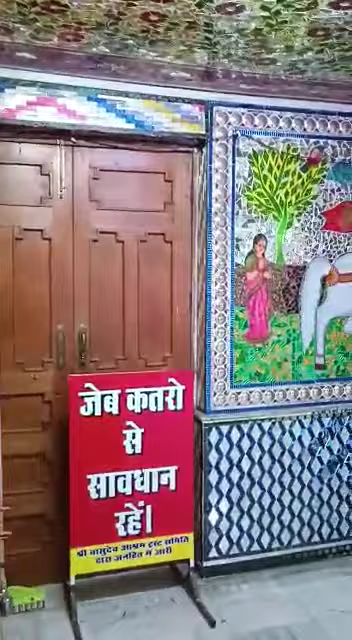 जेब कतरो
से
सावधान
रहें|
श्री वासुदेव आश्रम ट्रस्ट समिति
द्वारा जनहित में जारी